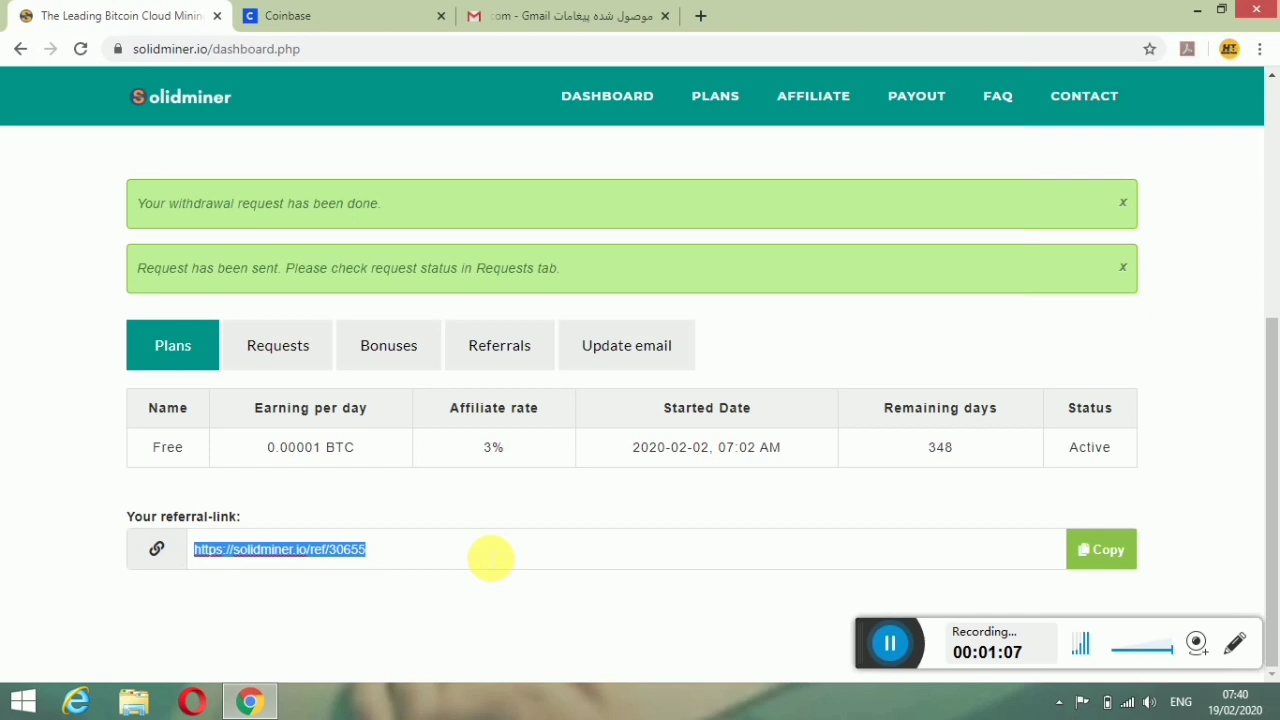 The Leading Bitcoin Cloud Minin
Coinbase
موصول شده پیغامات com - Gmail
solidminer.io/dashboard.php
Solidminer
DASHBOARD
PLANS
AFFILIATE
PAYOUT
FAQ
CONTACT
Your withdrawal request has been done.
x
Request has been sent. Please check request status in Requests tab.
x
Plans
Requests
Bonuses
Referrals
Update email
Name Earning per day Affiliate rate Started Date Remaining days Status
Free 0.00001 BTC 3% 2020-02-02, 07:02 AM 348 Active
Your referral-link:
https://solidminer.io/ref/30655
Copy
Recording...
00:01:07
ENG
07:40
19/02/2020